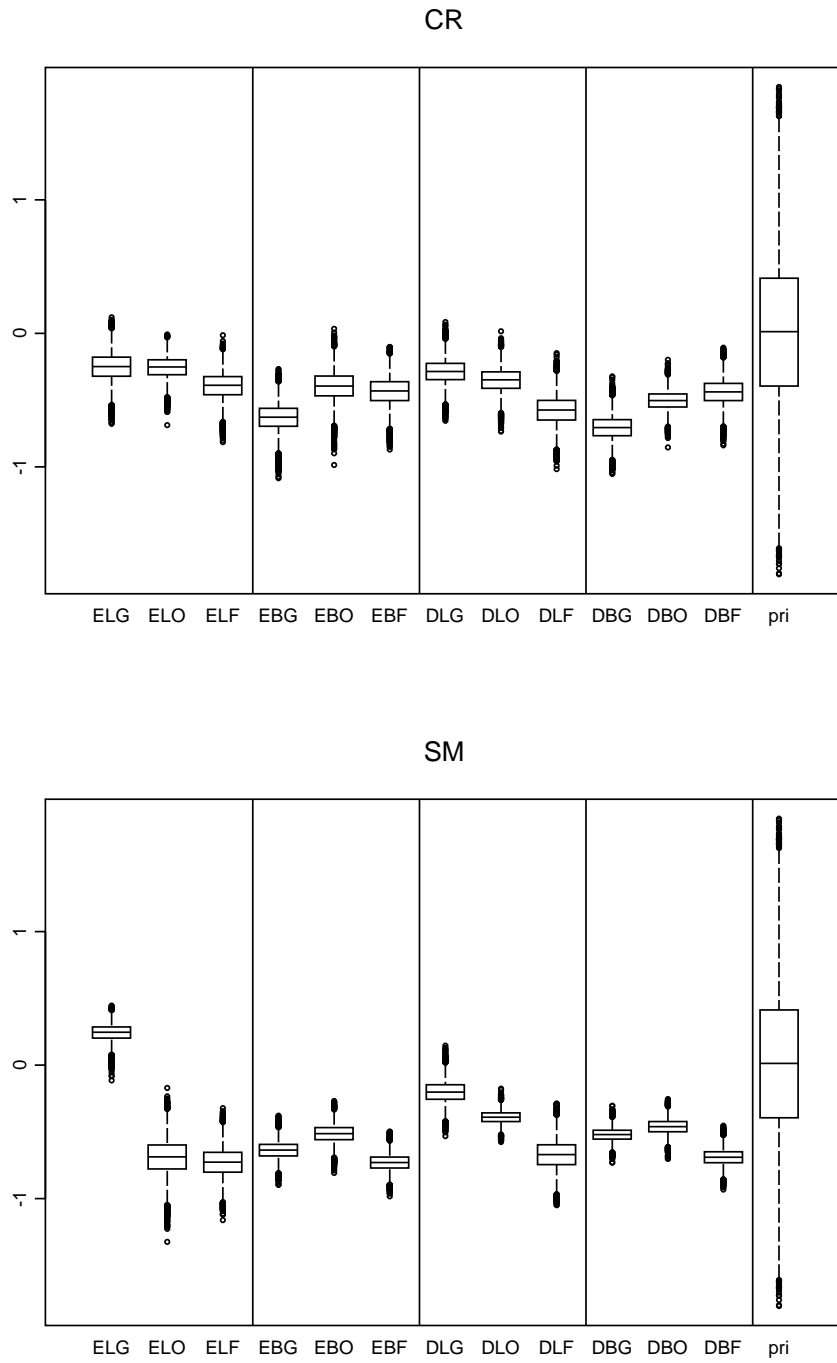 CR
1
0
-1
ELG ELO ELF EBG EBO EBF DLG DLO DLF DBG DBO DBF pri
SM
1
0
-1
ELG ELO ELF EBG EBO EBF DLG DLO DLF DBG DBO DBF pri